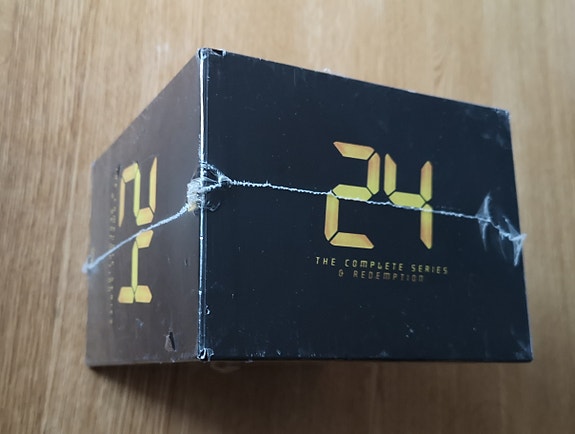 24
THE COMPLETE SERIES
& REDEMPTION
24